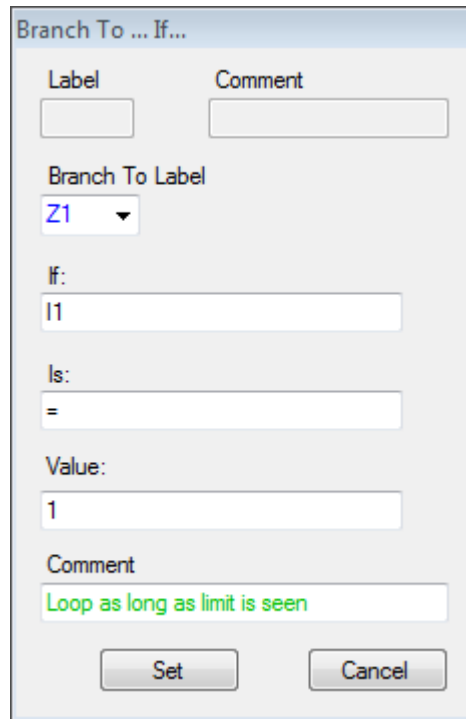 Branch To ... If...
Label Comment
Branch To Label
Z1
If:
I1
Is:
=
Value:
1
Comment
Loop as long as limit is seen
Set Cancel